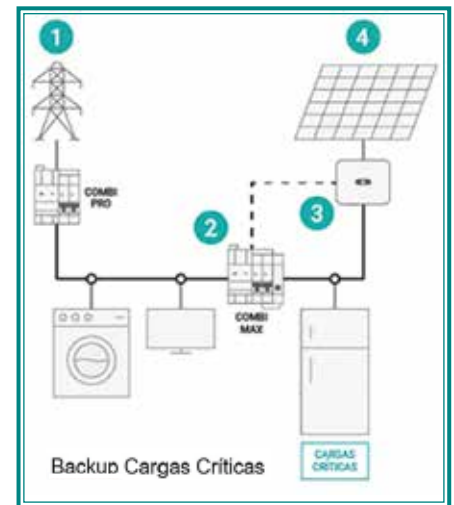 1
4
COMBI
PRO
2
3
COMBI
MAX
Backup Cargas Críticas
CARGAS
CRÍTICAS